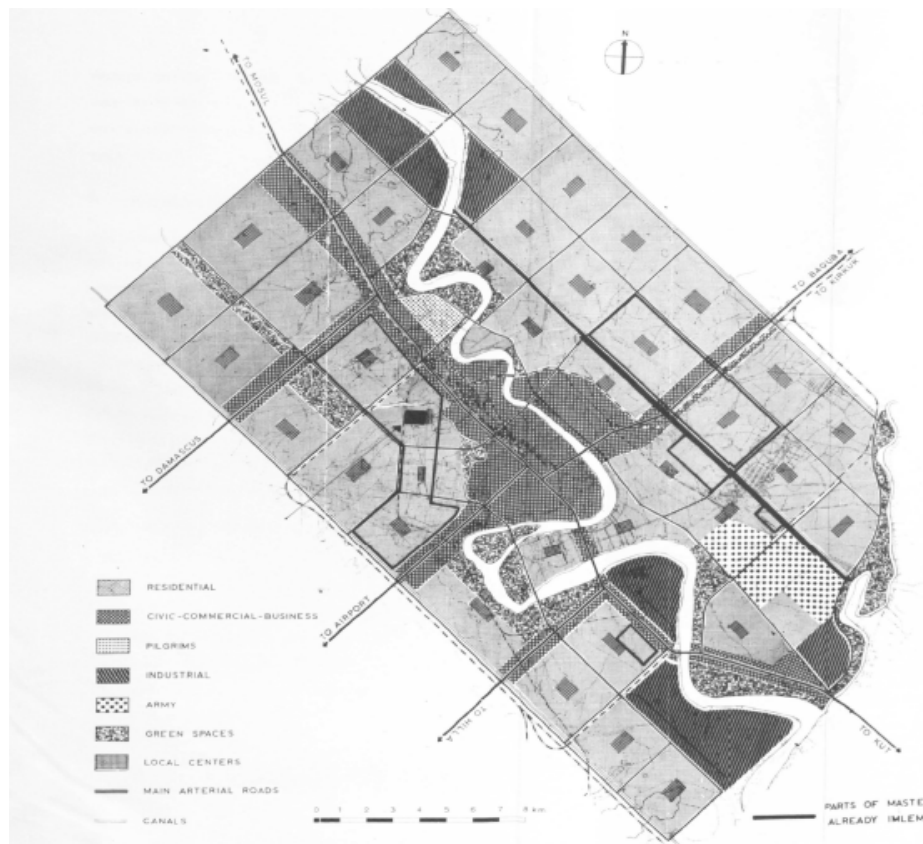 N
TO MOSUL
TO BAQUBA
TO KIRKUK
TO DAMASCUS
TO AIRPORT
TO HILLA
TO KUT
RESIDENTIAL
CIVIC-COMMERCIAL-BUSINESS
PILGRIMS
INDUSTRIAL
ARMY
GREEN SPACES
LOCAL CENTERS
MAIN ARTERIAL ROADS
CANALS
0 1 2 3 4 5 6 7 8 km
PARTS OF MASTE
ALREADY IMLEM